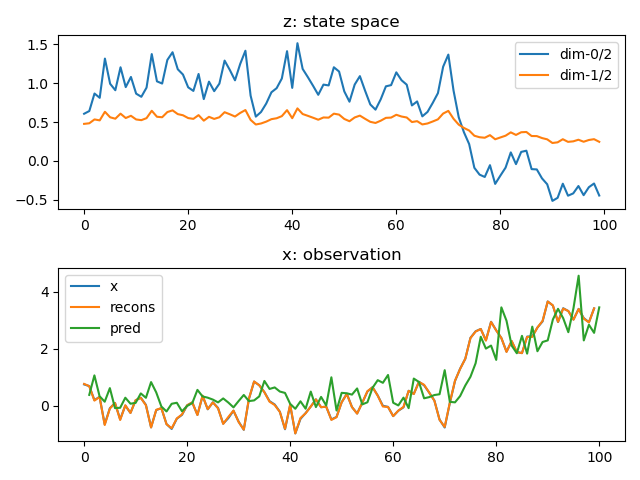 z: state space
1.5
1.0
0.5
0.0
−0.5
dim-0/2
dim-1/2
0 20 40 60 80 100
x: observation
4
2
0
x
recons
pred
0 20 40 60 80 100